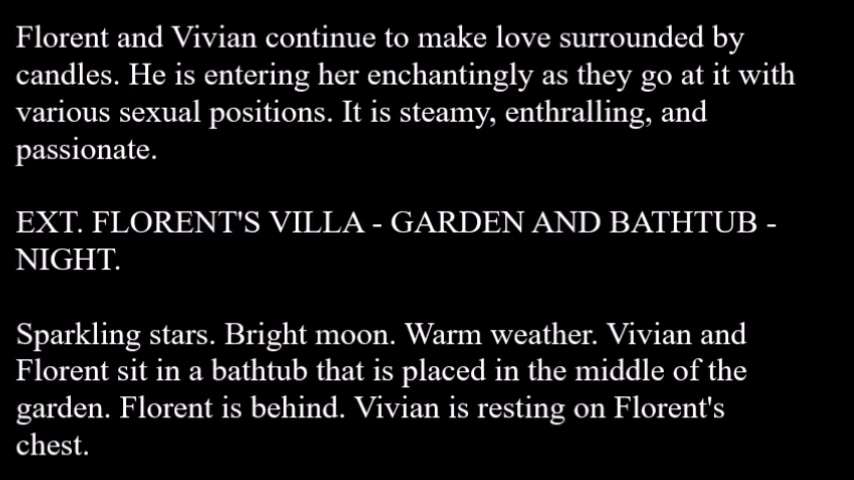 Florent and Vivian continue to make love surrounded by
candles. He is entering her enchantingly as they go at it with
various sexual positions. It is steamy, enthralling, and
passionate.
EXT. FLORENT'S VILLA - GARDEN AND BATHTUB -
NIGHT.
Sparkling stars. Bright moon. Warm weather. Vivian and
Florent sit in a bathtub that is placed in the middle of the
garden. Florent is behind. Vivian is resting on Florent's
chest.